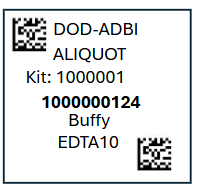 DOD-ADBI
ALIQUOT
Kit: 1000001
1000000124
Buffy
EDTA10